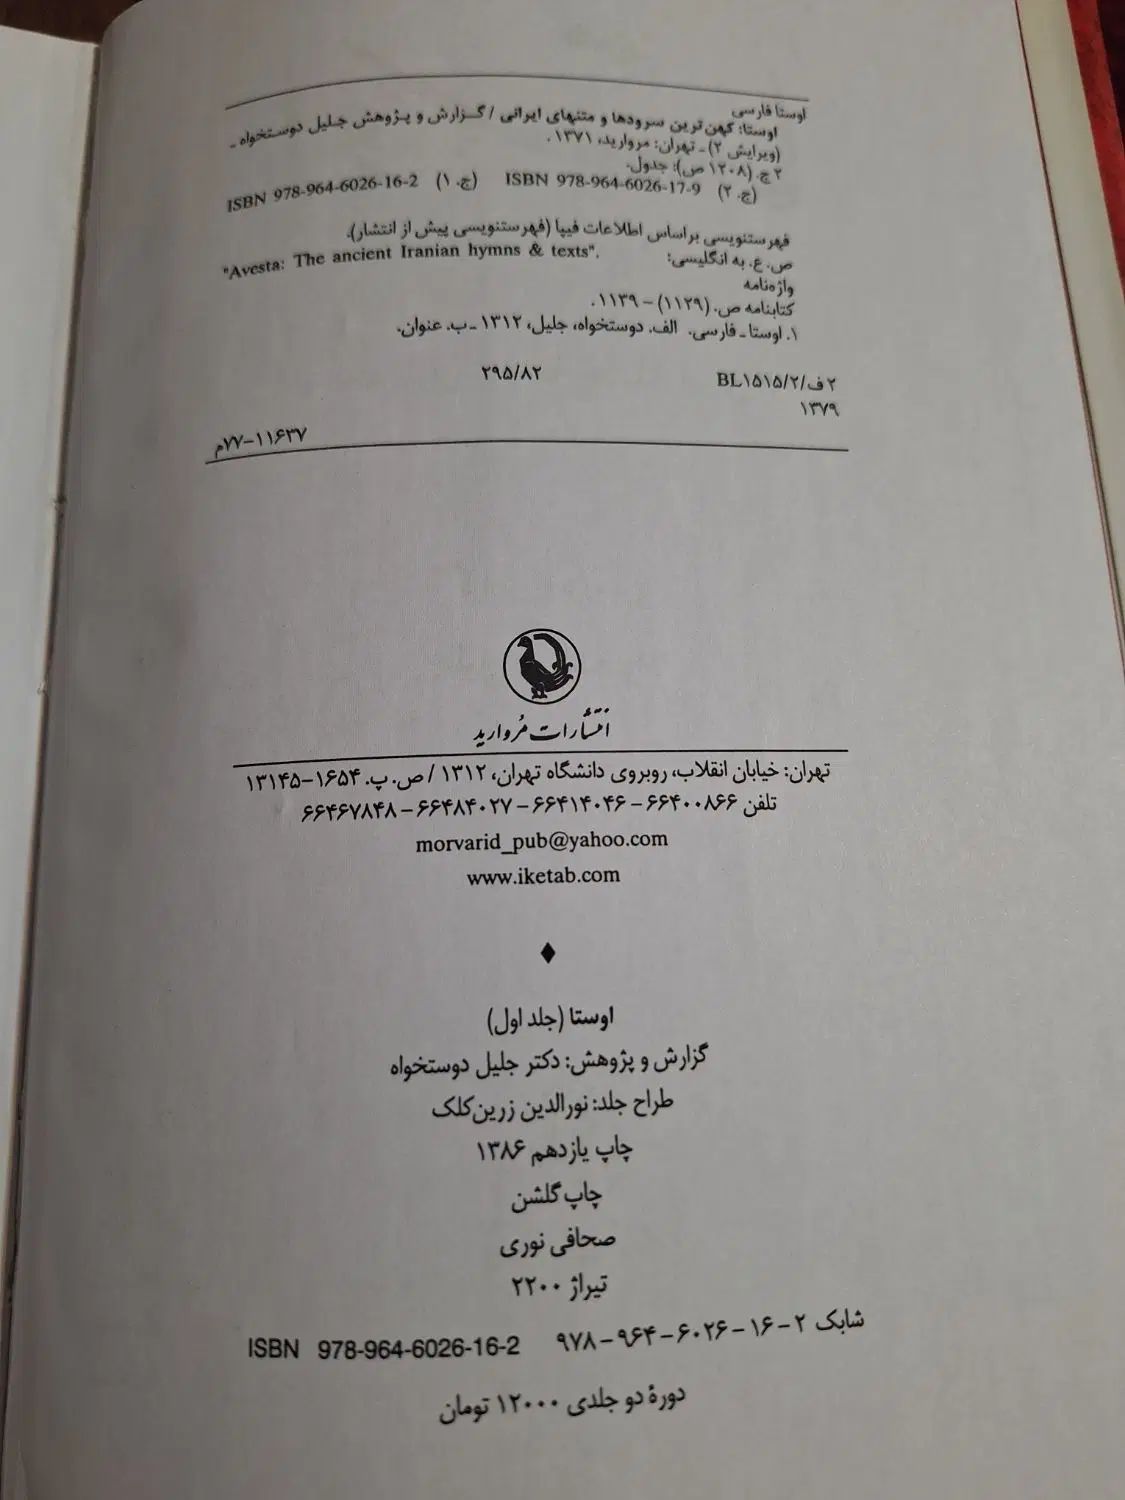 اوستا فارسی
اوستا: کهن‌ترین سرودها و متنهای ایرانی / گزارش و پژوهش جلیل دوستخواه ـ
(ویرایش ۲) ـ تهران: مروارید، ۱۳۷۱.
۲ ج. (۱۲۰۸ ص): جدول.
ISBN 978-964-6026-16-2 (ج. ۱) ISBN 978-964-6026-17-9 (ج. ۲)
فهرستنویسی براساس اطلاعات فیپا (فهرستنویسی پیش از انتشار).
ص. ع. به انگلیسی: "Avesta: The ancient Iranian hymns & texts".
واژه‌نامه
کتابنامه ص. (۱۱۲۹) – ۱۱۳۹.
۱. اوستا ـ فارسی. الف. دوستخواه، جلیل، ۱۳۱۲ ـ ب. عنوان.
۲ ف/۲/BL۱۵۱۵ ۲۹۵/۸۲
۱۳۷۹
م۷۷-۱۱۶۳۷
انتشارات مُروارید
تهران: خیابان انقلاب، روبروی دانشگاه تهران، ۱۳۱۲ / ص. پ. ۱۶۵۴–۱۳۱۴۵
تلفن ۶۶۴۰۰۸۶۶ – ۶۶۴۱۴۰۴۶ – ۶۶۴۸۴۰۲۷ – ۶۶۴۶۷۸۴۸
morvarid_pub@yahoo.com
www.iketab.com
اوستا (جلد اول)
گزارش و پژوهش: دکتر جلیل دوستخواه
طراح جلد: نورالدین زرین‌کلک
چاپ یازدهم ۱۳۸۶
چاپ گلشن
صحافی نوری
تیراژ ۲۲۰۰
شابک ۲ – ۱۶ – ۶۰۲۶ – ۹۶۴ – ۹۷۸ ISBN 978-964-6026-16-2
دورهٔ دو جلدی ۱۲۰۰۰ تومان